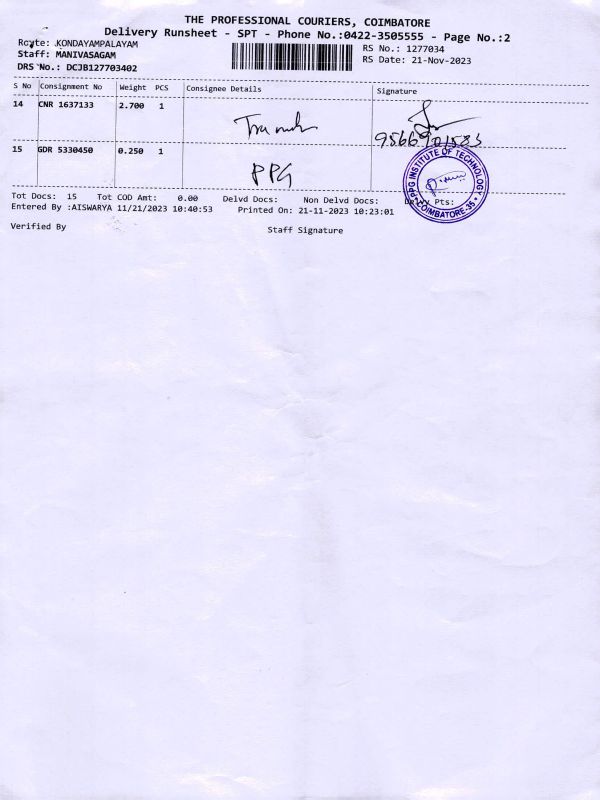 THE PROFESSIONAL COURIERS, COIMBATORE
Delivery Runsheet - SPT - Phone No.:0422-3505555 - Page No.:2
Route: KONDAYAMPALAYAM
Staff: MANIVASAGAM
DRS No.: DCJB127703402
RS No.: 1277034
RS Date: 21-Nov-2023
S No Consignment No Weight PCS Consignee Details Signature
14 CNR 1637133 2.700 1
15 GDR 5330450 0.250 1 PPG
PPG INSTITUTE OF TECHNOLOGY
COIMBATORE-35
Tot Docs: 15 Tot COD Amt: 0.00 Delvd Docs: Non Delvd Docs: Pts:
Entered By :AISWARYA 11/21/2023 10:40:53 Printed On: 21-11-2023 10:23:01
Verified By Staff Signature